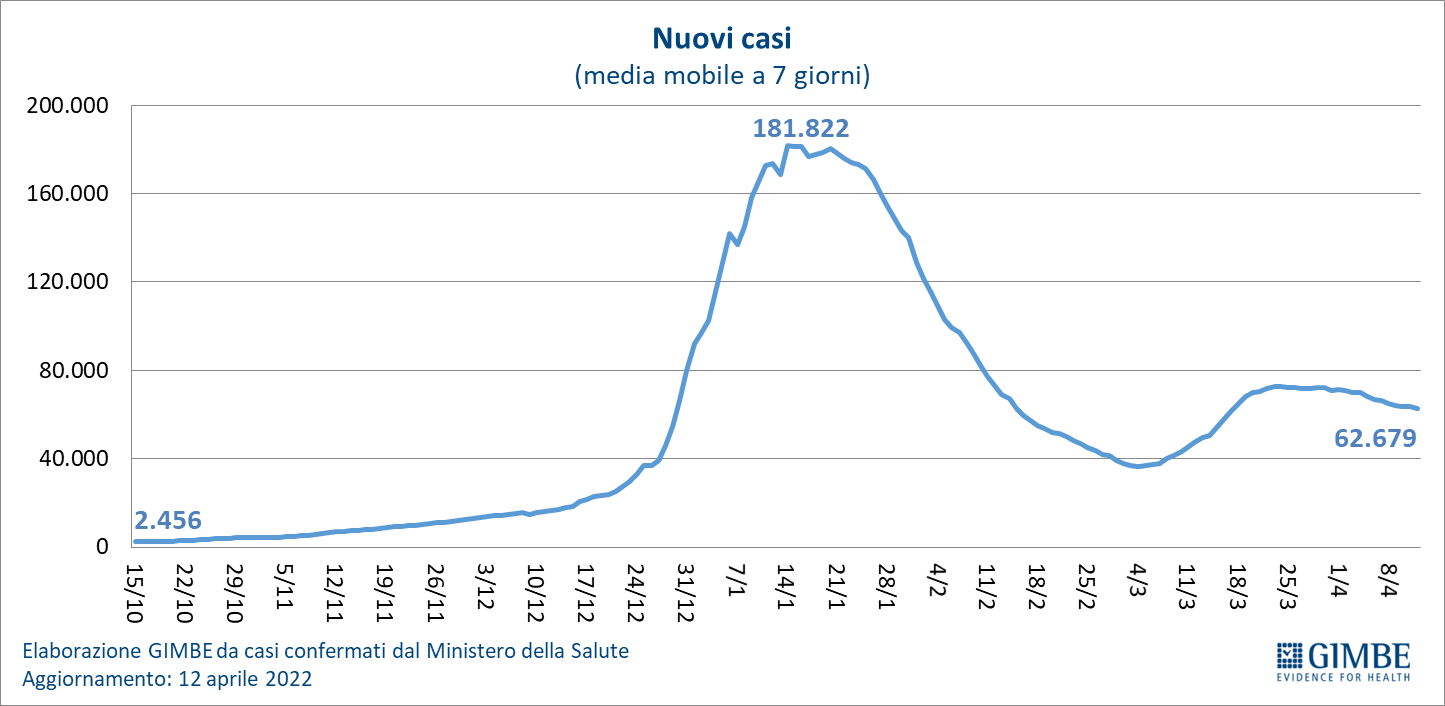 Nuovi casi
(media mobile a 7 giorni)
200.000
181.822
160.000
120.000
80.000
62.679
40.000
2.456
0
15/10 22/10 29/10 5/11 12/11 19/11 26/11 3/12 10/12 17/12 24/12 31/12 7/1 14/1 21/1 28/1 4/2 11/2 18/2 25/2 4/3 11/3 18/3 25/3 1/4 8/4
Elaborazione GIMBE da casi confermati dal Ministero della Salute
Aggiornamento: 12 aprile 2022
GIMBE
EVIDENCE FOR HEALTH